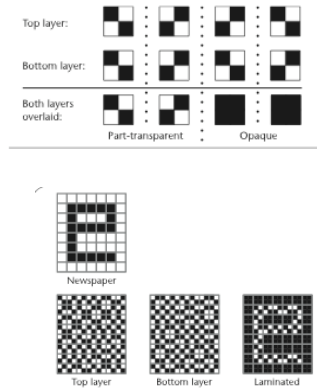 Top layer:
Bottom layer:
Both layers
overlaid:
Part-transparent
Opaque
Newspaper
Top layer
Bottom layer
Laminated